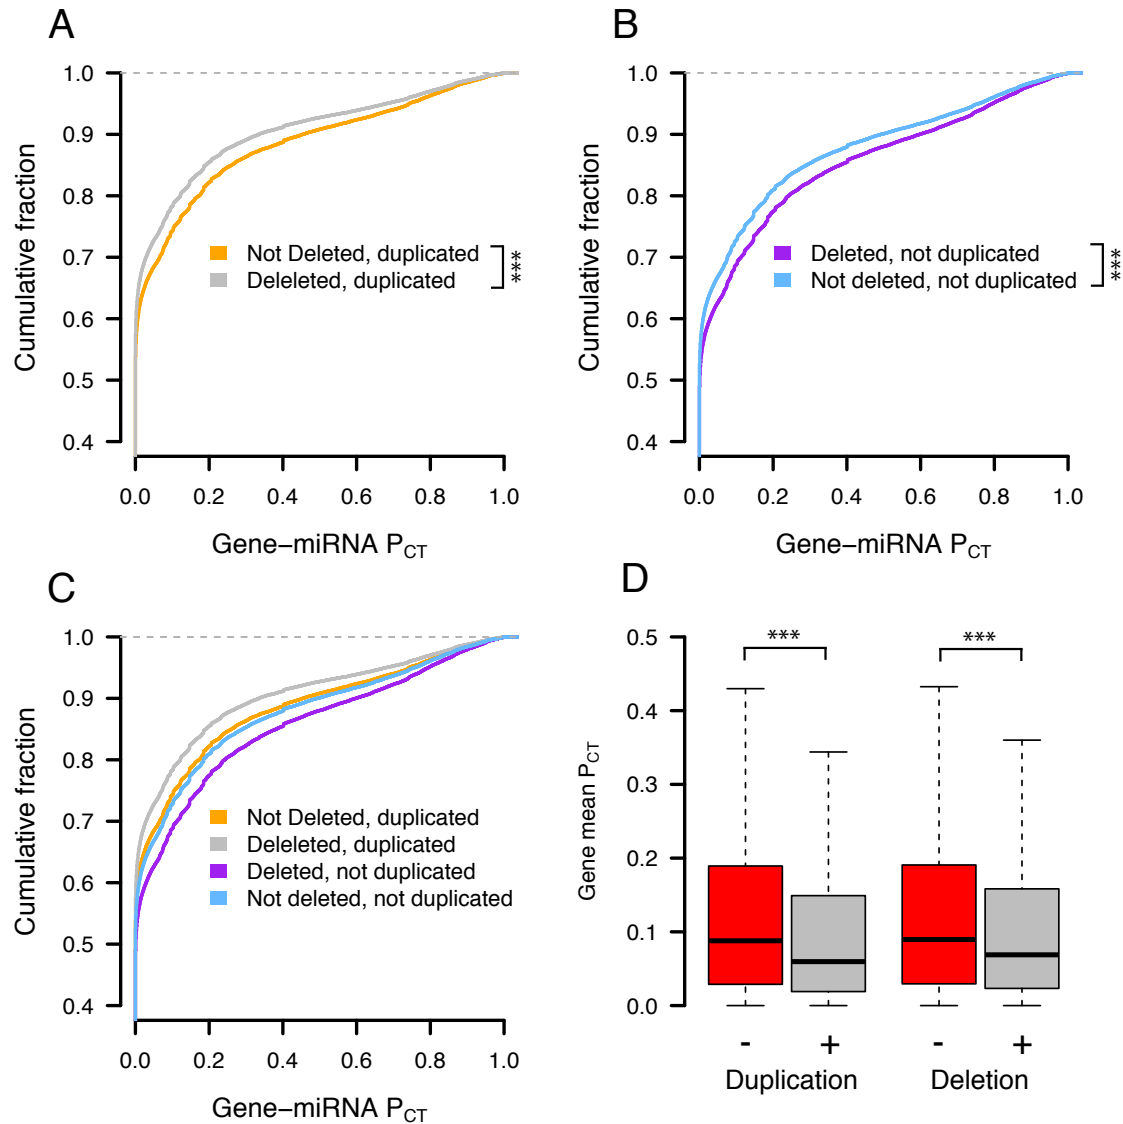 A
Cumulative fraction
1.0
0.9
0.8
0.7
0.6
0.5
0.4
Not Deleted, duplicated
Deleleted, duplicated
***
0.0 0.2 0.4 0.6 0.8 1.0
Gene−miRNA PCT
B
Cumulative fraction
1.0
0.9
0.8
0.7
0.6
0.5
0.4
Deleted, not duplicated
Not deleted, not duplicated
***
0.0 0.2 0.4 0.6 0.8 1.0
Gene−miRNA PCT
C
Cumulative fraction
1.0
0.9
0.8
0.7
0.6
0.5
0.4
Not Deleted, duplicated
Deleleted, duplicated
Deleted, not duplicated
Not deleted, not duplicated
0.0 0.2 0.4 0.6 0.8 1.0
Gene−miRNA PCT
D
Gene mean PCT
0.5
0.4
0.3
0.2
0.1
0.0
*** ***
- + - +
Duplication Deletion